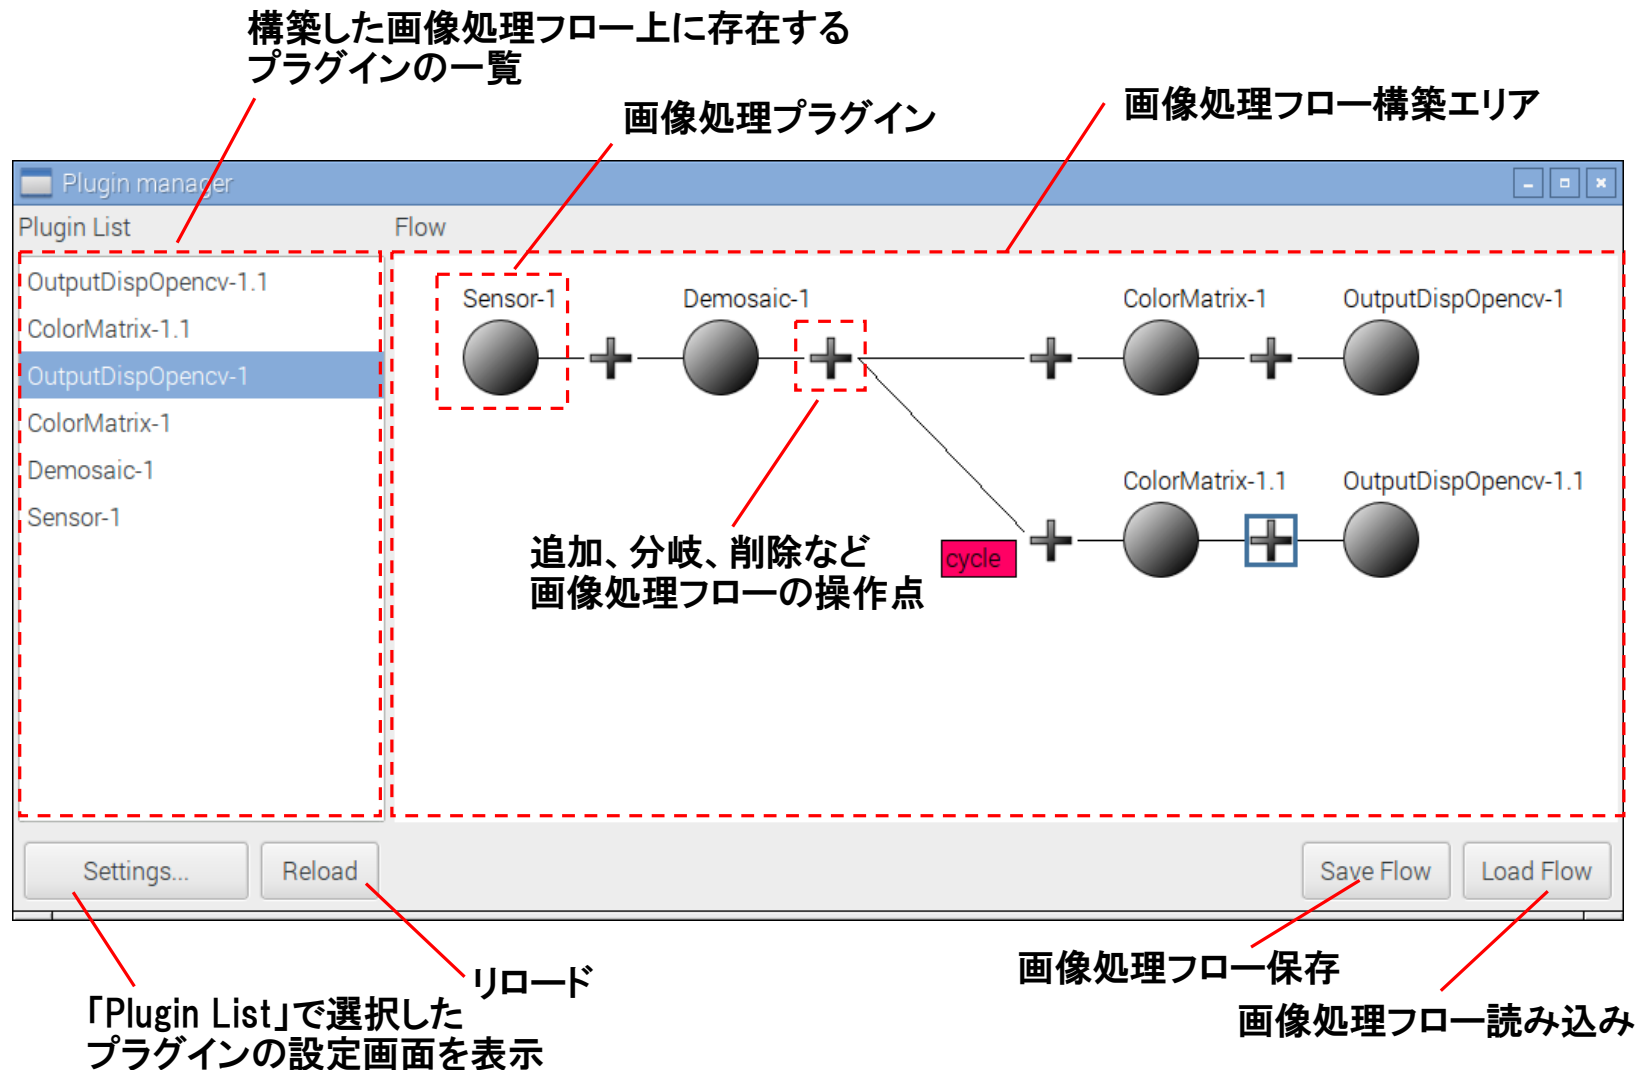 構築した画像処理フロー上に存在する
プラグインの一覧
画像処理プラグイン
画像処理フロー構築エリア
Plugin manager
Plugin List
Flow
OutputDispOpencv-1.1
ColorMatrix-1.1
OutputDispOpencv-1
ColorMatrix-1
Demosaic-1
Sensor-1
Sensor-1
Demosaic-1
ColorMatrix-1
OutputDispOpencv-1
ColorMatrix-1.1
OutputDispOpencv-1.1
cycle
追加、分岐、削除など
画像処理フローの操作点
Settings...
Reload
Save Flow
Load Flow
リロード
「Plugin List」で選択した
プラグインの設定画面を表示
画像処理フロー保存
画像処理フロー読み込み